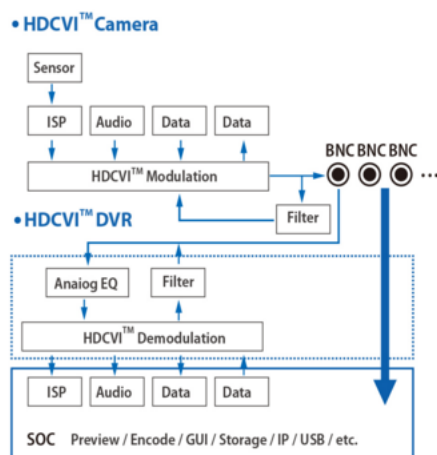 • HDCVI™ Camera
Sensor
ISP Audio Data Data
BNC BNC BNC
HDCVI™ Modulation
...
Filter
• HDCVI™ DVR
Anaiog EQ Filter
HDCVI™ Demodulation
ISP Audio Data Data
SOC Preview / Encode / GUI / Storage / IP / USB / etc.